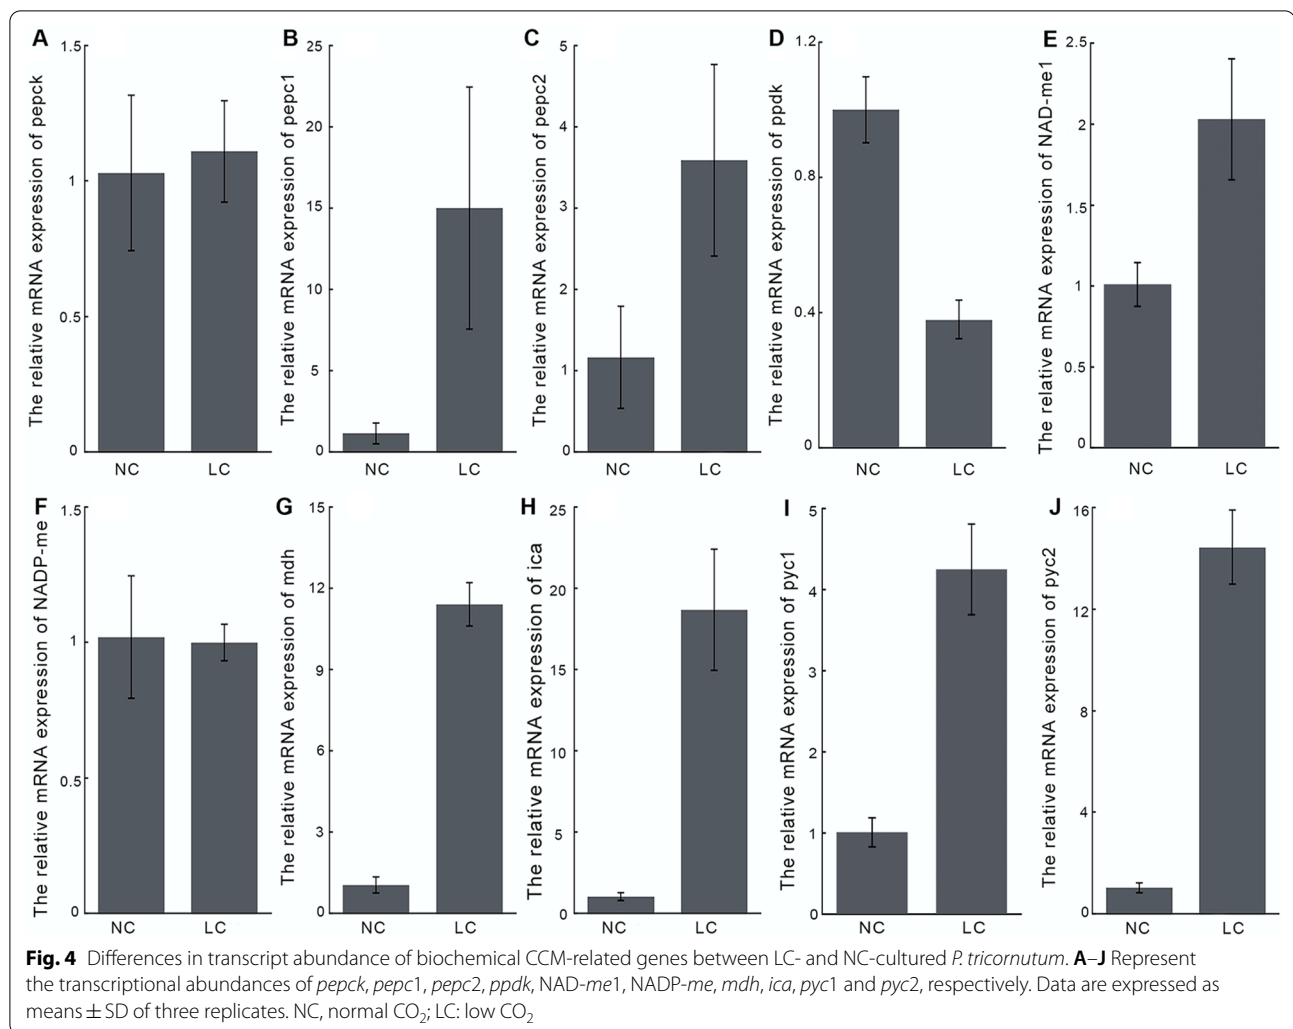 A
The relative mRNA expression of pepck
1.5
1
0.5
0
NC LC
B
The relative mRNA expression of pepc1
25
20
15
10
5
0
NC LC
C
The relative mRNA expression of pepc2
5
4
3
2
1
0
NC LC
D
The relative mRNA expression of ppdk
1.2
0.8
0.4
0
NC LC
E
The relative mRNA expression of NAD-me1
2.5
2
1.5
1
0.5
0
NC LC
F
The relative mRNA expression of NADP-me
1.5
1
0.5
0
NC LC
G
The relative mRNA expression of mdh
15
12
9
6
3
0
NC LC
H
The relative mRNA expression of ica
25
20
15
10
5
0
NC LC
I
The relative mRNA expression of pyc1
5
4
3
2
1
0
NC LC
J
The relative mRNA expression of pyc2
16
12
8
4
0
NC LC
Fig. 4 Differences in transcript abundance of biochemical CCM-related genes between LC- and NC-cultured P. tricornutum. A–J Represent
the transcriptional abundances of pepck, pepc1, pepc2, ppdk, NAD-me1, NADP-me, mdh, ica, pyc1 and pyc2, respectively. Data are expressed as
means ± SD of three replicates. NC, normal CO₂; LC: low CO₂